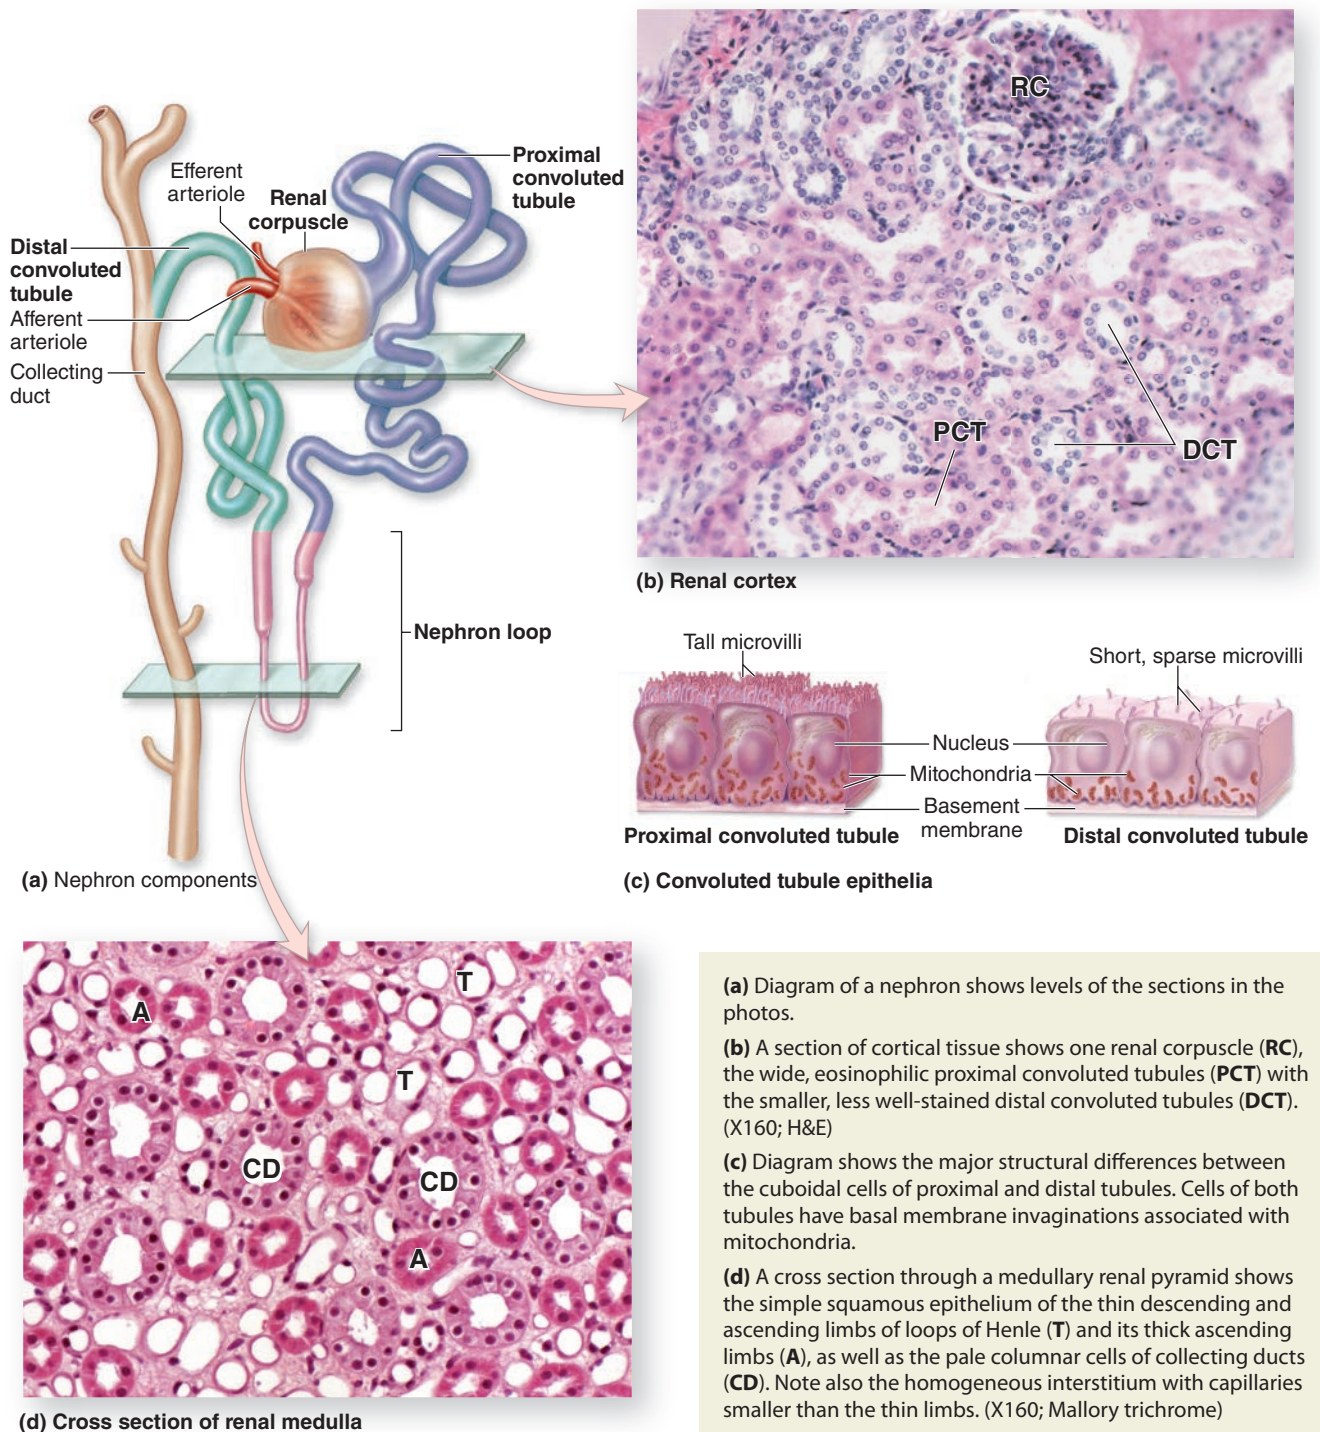 Efferent
arteriole
Renal
corpuscle
Proximal
convoluted
tubule
Distal
convoluted
tubule
Afferent
arteriole
Collecting
duct
Nephron loop
(a) Nephron components
RC
PCT
DCT
(b) Renal cortex
Tall microvilli
Short, sparse microvilli
Nucleus
Mitochondria
Basement
membrane
Proximal convoluted tubule
Distal convoluted tubule
(c) Convoluted tubule epithelia
T
A
T
CD
CD
A
(d) Cross section of renal medulla
(a) Diagram of a nephron shows levels of the sections in the
photos.
(b) A section of cortical tissue shows one renal corpuscle (RC),
the wide, eosinophilic proximal convoluted tubules (PCT) with
the smaller, less well-stained distal convoluted tubules (DCT).
(X160; H&E)
(c) Diagram shows the major structural differences between
the cuboidal cells of proximal and distal tubules. Cells of both
tubules have basal membrane invaginations associated with
mitochondria.
(d) A cross section through a medullary renal pyramid shows
the simple squamous epithelium of the thin descending and
ascending limbs of loops of Henle (T) and its thick ascending
limbs (A), as well as the pale columnar cells of collecting ducts
(CD). Note also the homogeneous interstitium with capillaries
smaller than the thin limbs. (X160; Mallory trichrome)